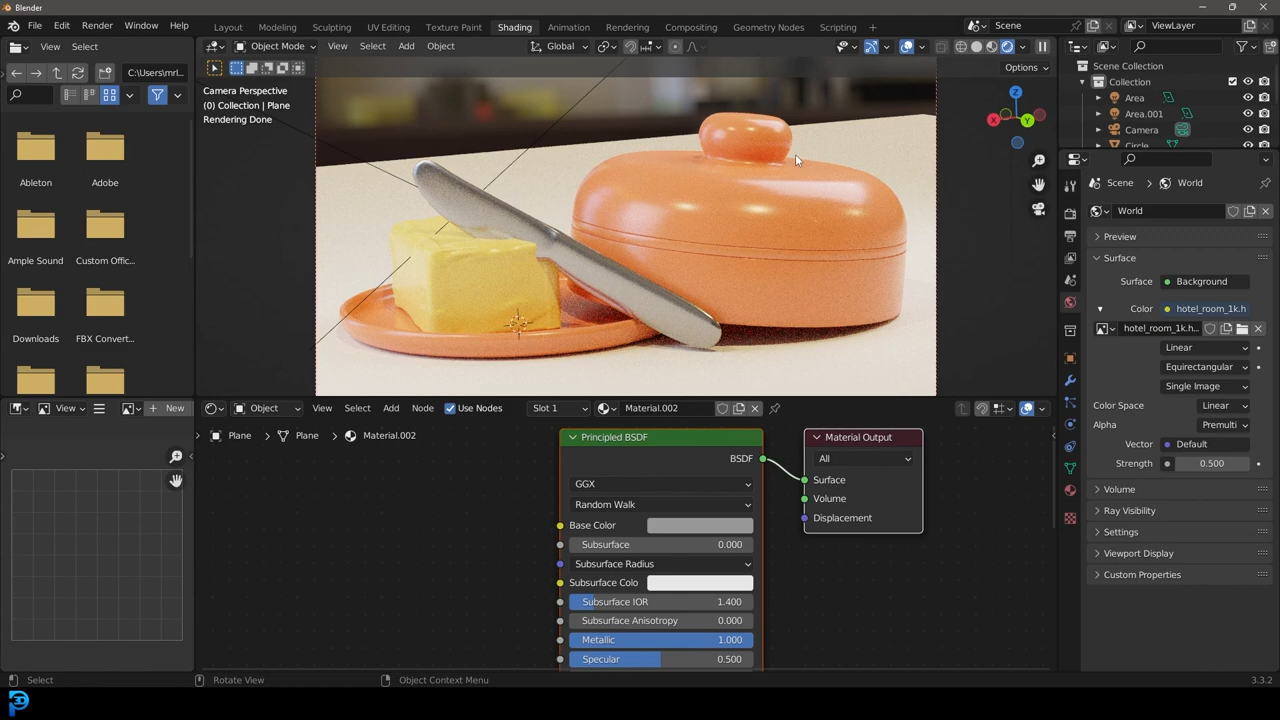 Blender
File Edit Render Window Help
Layout Modeling Sculpting UV Editing Texture Paint Shading Animation Rendering Compositing Geometry Nodes Scripting
Scene
ViewLayer
View Select
Object Mode View Select Add Object
Global
C:\Users\mrl...
Options
Camera Perspective
(0) Collection | Plane
Rendering Done
X
Y
Z
Scene Collection
Collection
Area
Area.001
Camera
Circle
Scene > World
World
Preview
Surface
Surface Background
Color hotel_room_1k.h
hotel_room_1k.h...
Linear
Equirectangular
Single Image
Color Space Linear
Alpha Premulti
Vector Default
Strength 0.500
Volume
Ray Visibility
Settings
Viewport Display
Custom Properties
Ableton Adobe
Ample Sound Custom Offic...
Downloads FBX Convert...
View New
Object View Select Add Node Use Nodes Slot 1 Material.002
Plane > Plane > Material.002
Principled BSDF
BSDF
GGX
Random Walk
Base Color
Subsurface 0.000
Subsurface Radius
Subsurface Colo
Subsurface IOR 1.400
Subsurface Anisotropy 0.000
Metallic 1.000
Specular 0.500
Material Output
All
Surface
Volume
Displacement
Select Rotate View Object Context Menu 3.3.2